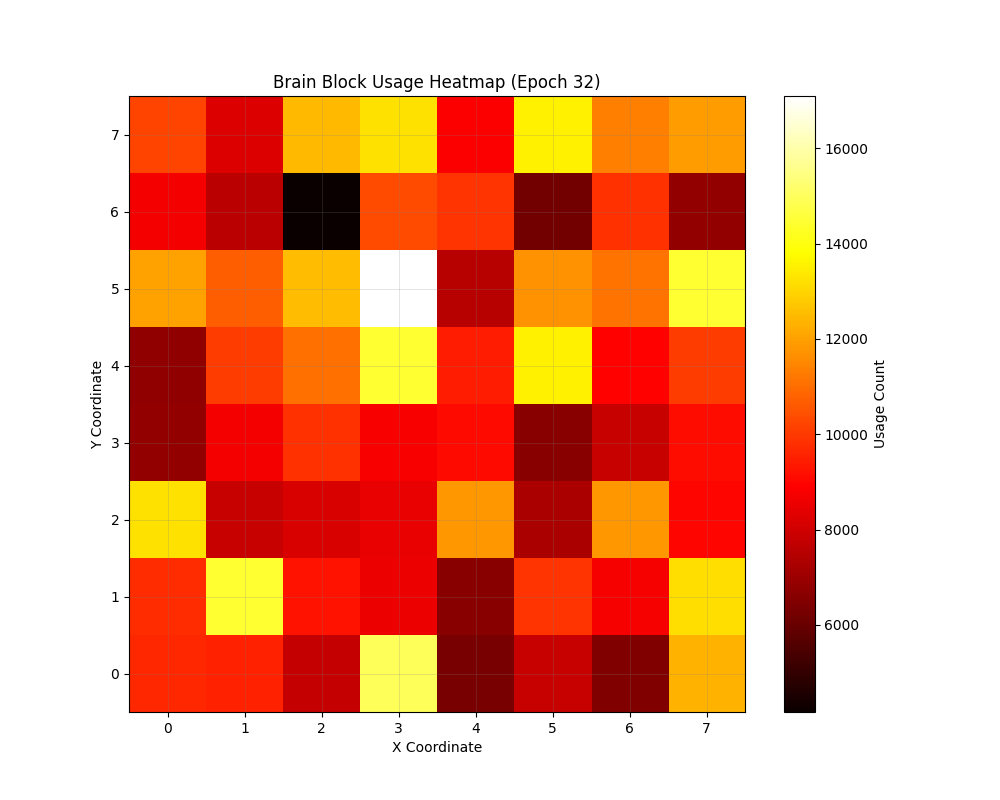 Brain Block Usage Heatmap (Epoch 32)
7
6
5
4
3
2
1
0
Y Coordinate
0 1 2 3 4 5 6 7
X Coordinate
16000
14000
12000
10000
8000
6000
Usage Count